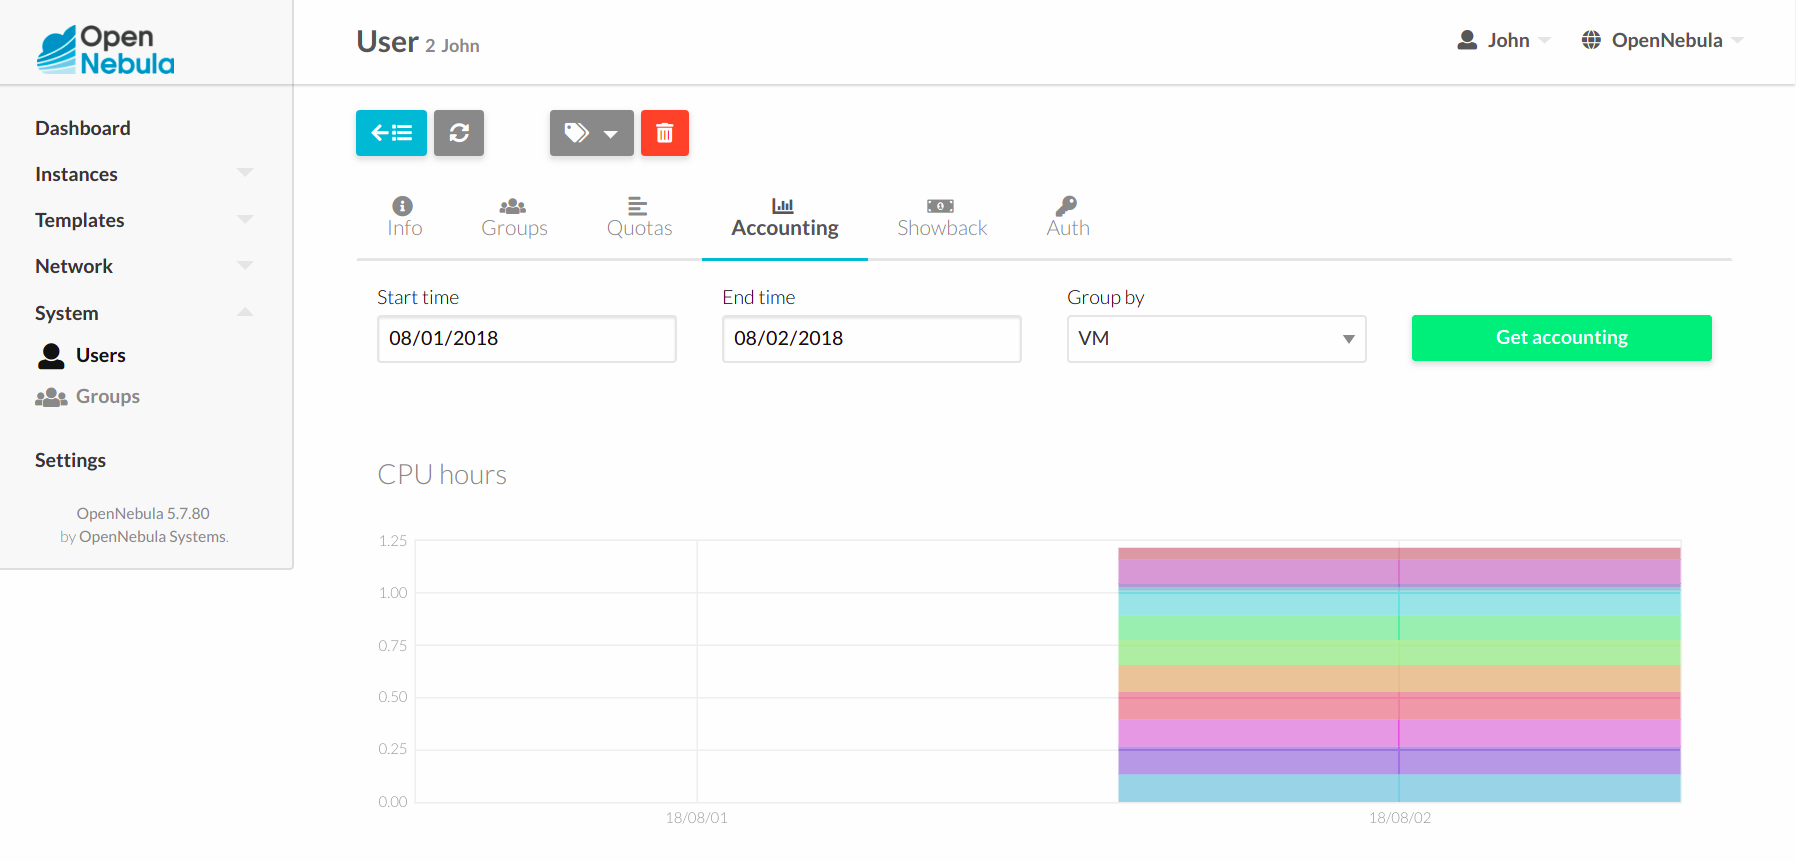 Open
Nebula
User 2 John
John
OpenNebula
Dashboard
Instances
Templates
Network
System
Users
Groups
Settings
OpenNebula 5.7.80
by OpenNebula Systems.
Info
Groups
Quotas
Accounting
Showback
Auth
Start time
End time
Group by
08/01/2018
08/02/2018
VM
Get accounting
CPU hours
1.25
1.00
0.75
0.50
0.25
0.00
18/08/01
18/08/02